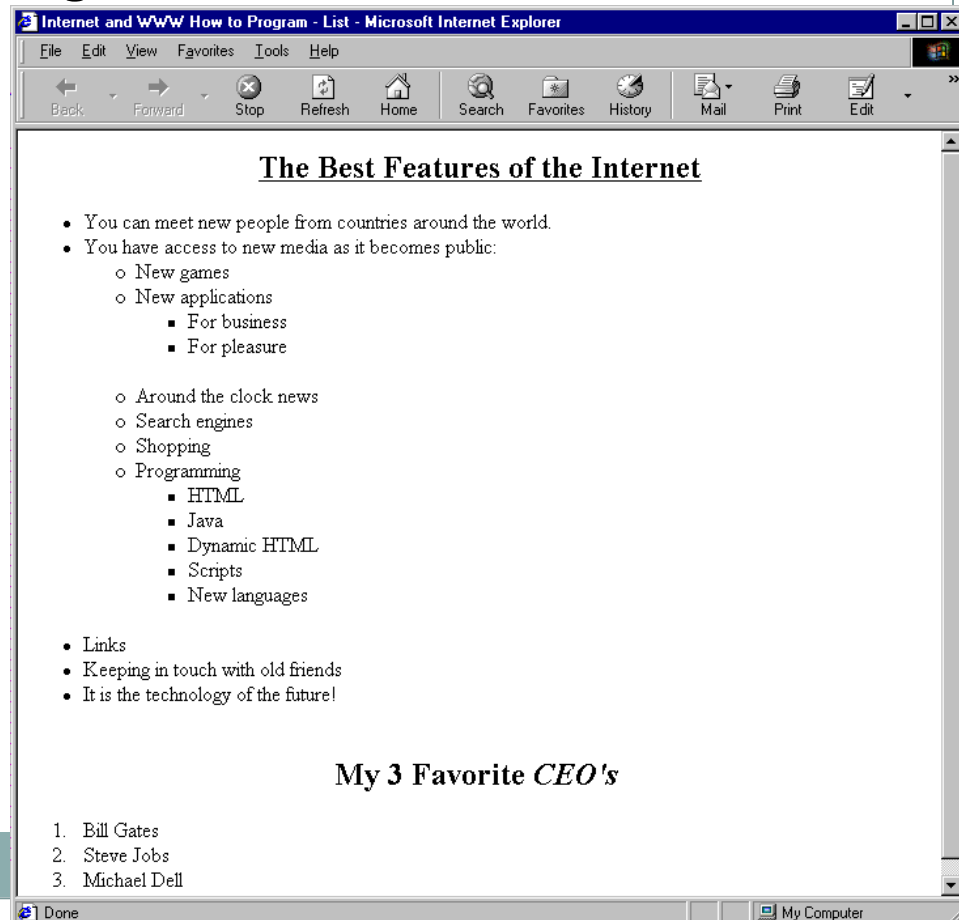 Internet and WWW How to Program - List - Microsoft Internet Explorer
File Edit View Favorites Tools Help
Back Forward Stop Refresh Home Search Favorites History Mail Print Edit
The Best Features of the Internet
• You can meet new people from countries around the world.
• You have access to new media as it becomes public:
o New games
o New applications
▪ For business
▪ For pleasure
o Around the clock news
o Search engines
o Shopping
o Programming
▪ HTML
▪ Java
▪ Dynamic HTML
▪ Scripts
▪ New languages
• Links
• Keeping in touch with old friends
• It is the technology of the future!
My 3 Favorite CEO's
1. Bill Gates
2. Steve Jobs
3. Michael Dell
Done My Computer